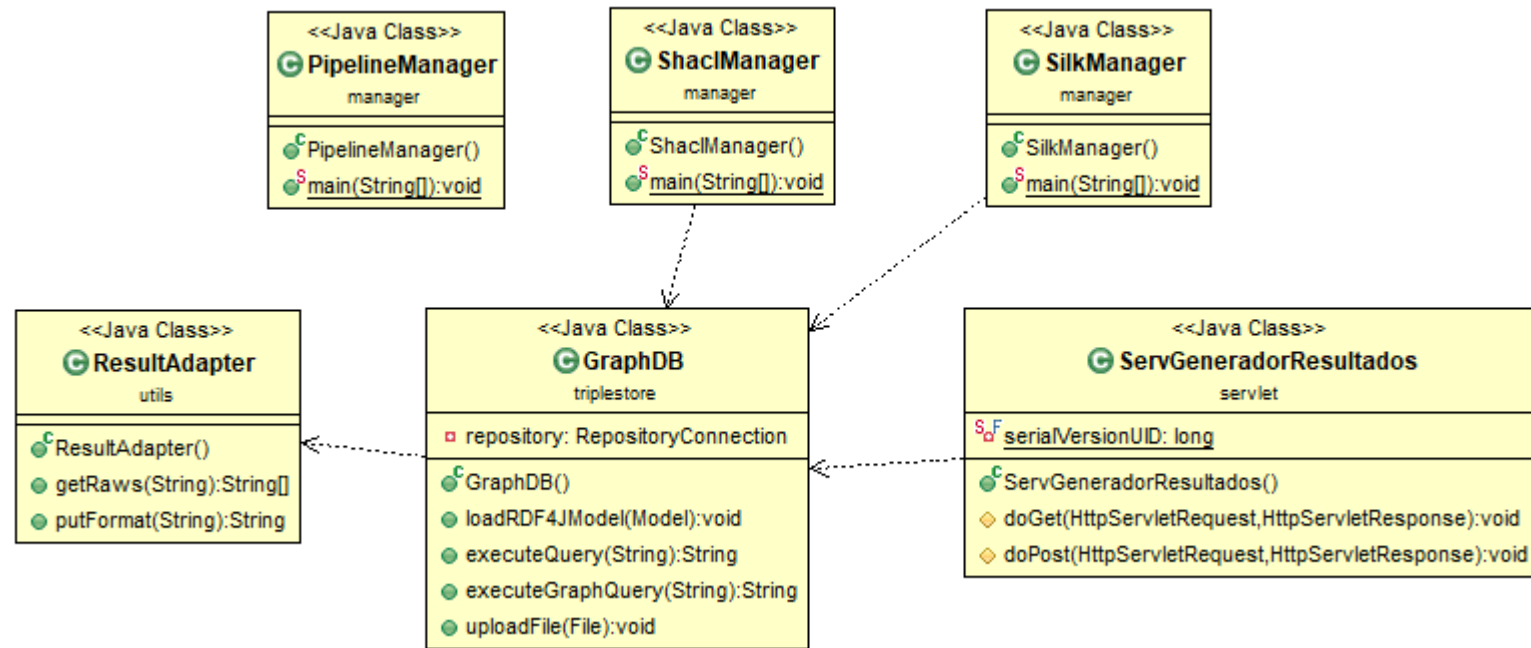 <<Java Class>>
PipelineManager
manager
PipelineManager()
main(String[]):void
<<Java Class>>
ShaclManager
manager
ShaclManager()
main(String[]):void
<<Java Class>>
SilkManager
manager
SilkManager()
main(String[]):void
<<Java Class>>
ResultAdapter
utils
ResultAdapter()
getRaws(String):String[]
putFormat(String):String
<<Java Class>>
GraphDB
triplestore
repository: RepositoryConnection
GraphDB()
loadRDF4JModel(Model):void
executeQuery(String):String
executeGraphQuery(String):String
uploadFile(File):void
<<Java Class>>
ServGeneradorResultados
servlet
serialVersionUID: long
ServGeneradorResultados()
doGet(HttpServletRequest,HttpServletResponse):void
doPost(HttpServletRequest,HttpServletResponse):void